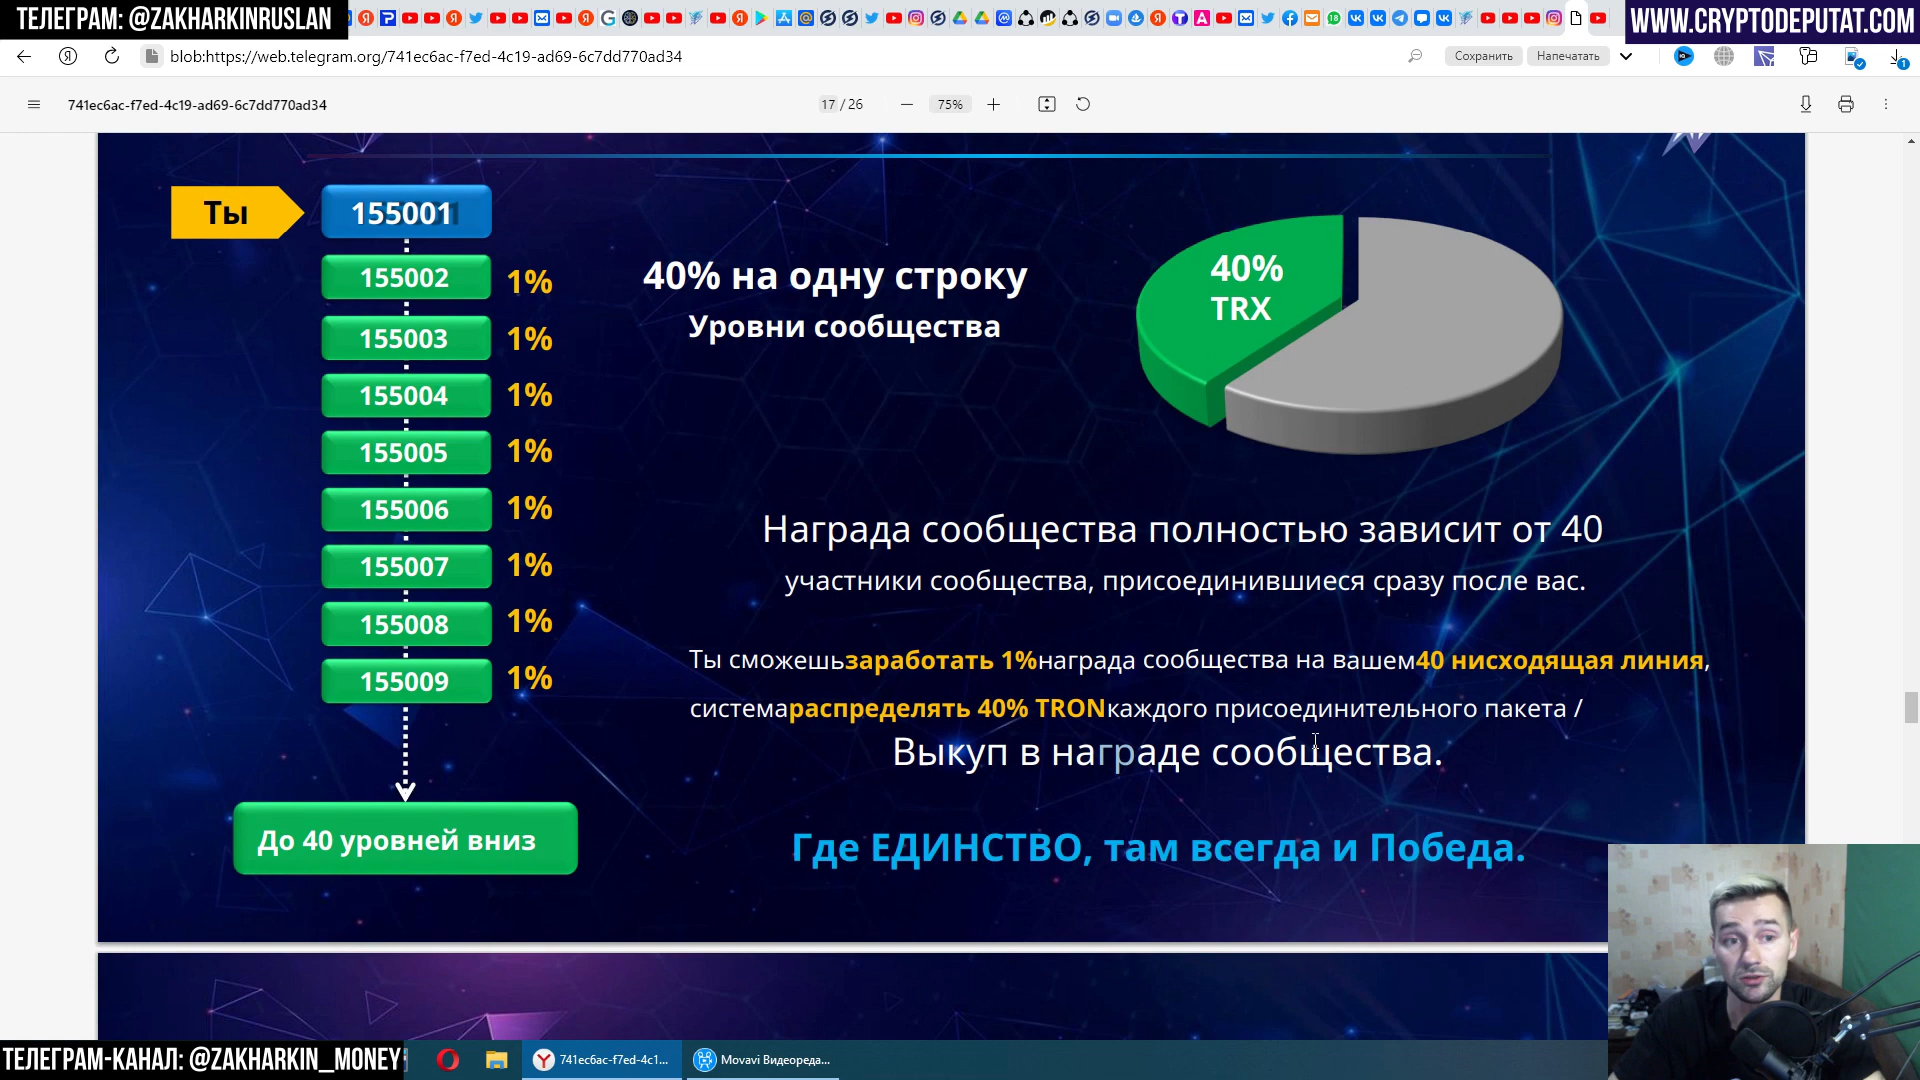 ТЕЛЕГРАМ: @ZAKHARKINRUSLAN
WWW.CRYPTODEPUTAT.COM
blob:https://web.telegram.org/741ec6ac-f7ed-4c19-ad69-6c7dd770ad34
Сохранить
Напечатать
741ec6ac-f7ed-4c19-ad69-6c7dd770ad34
17 / 26
75%
Ты
155001
155002 1%
155003 1%
155004 1%
155005 1%
155006 1%
155007 1%
155008 1%
155009 1%
До 40 уровней вниз
40% на одну строку
Уровни сообщества
40%
TRX
Награда сообщества полностью зависит от 40
участники сообщества, присоединившиеся сразу после вас.
Ты сможешьзаработать 1%награда сообщества на вашем40 нисходящая линия,
системараспределять 40% TRONкаждого присоединительного пакета /
Выкуп в награде сообщества.
Где ЕДИНСТВО, там всегда и Победа.
ТЕЛЕГРАМ-КАНАЛ: @ZAKHARKIN_MONEY
741ec6ac-f7ed-4c1...
Movavi Видеореда...